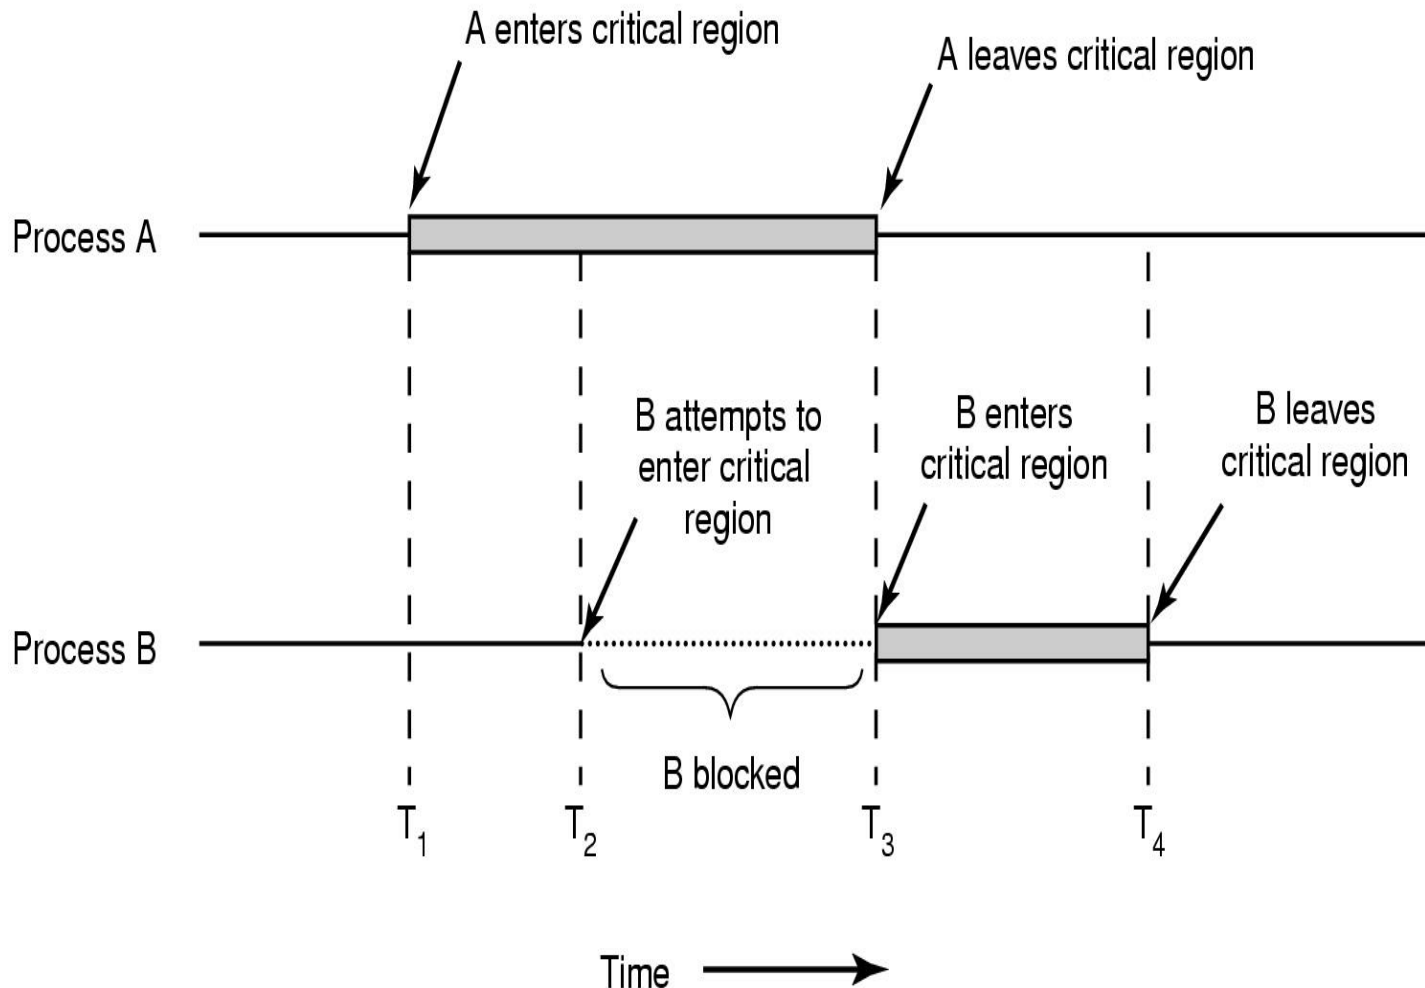 A enters critical region
A leaves critical region
Process A
B attempts to
enter critical
region
B enters
critical region
B leaves
critical region
Process B
B blocked
T1
T2
T3
T4
Time